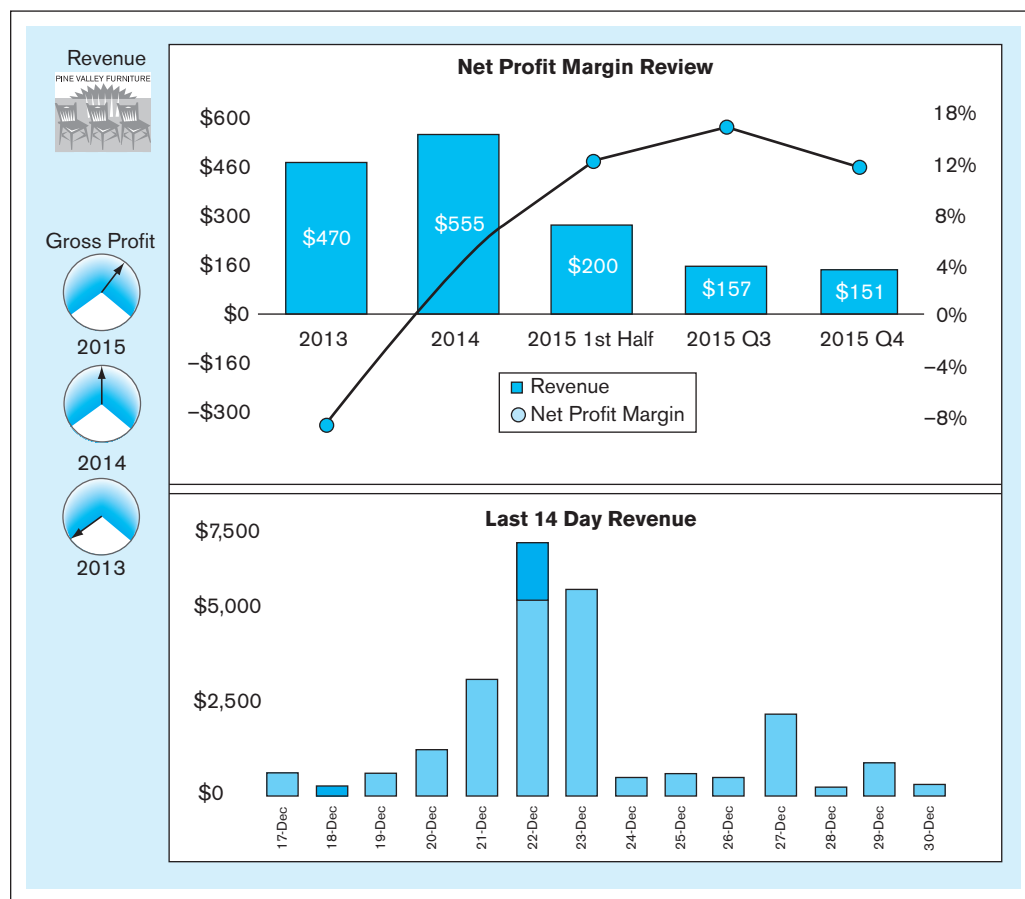 Revenue
PINE VALLEY FURNITURE
Gross Profit
2015
2014
2013
Net Profit Margin Review
$600
$460
$300
$160
$0
–$160
–$300
18%
12%
8%
4%
0%
–4%
–8%
$470
$555
$200
$157
$151
2013
2014
2015 1st Half
2015 Q3
2015 Q4
Revenue
Net Profit Margin
Last 14 Day Revenue
$7,500
$5,000
$2,500
$0
17-Dec
18-Dec
19-Dec
20-Dec
21-Dec
22-Dec
23-Dec
24-Dec
25-Dec
26-Dec
27-Dec
28-Dec
29-Dec
30-Dec